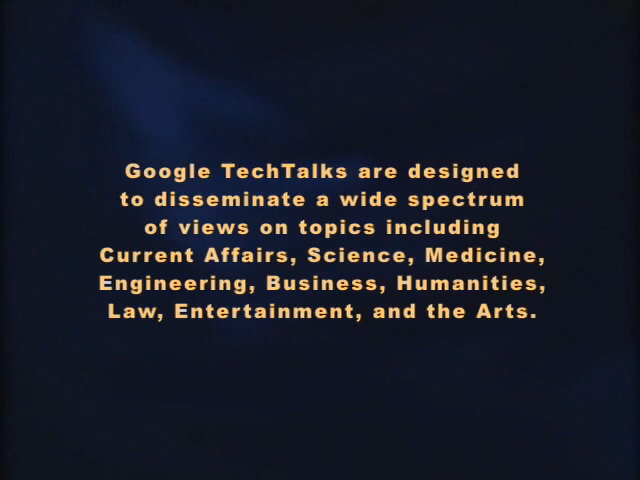 Google TechTalks are designed
to disseminate a wide spectrum
of views on topics including
Current Affairs, Science, Medicine,
Engineering, Business, Humanities,
Law, Entertainment, and the Arts.